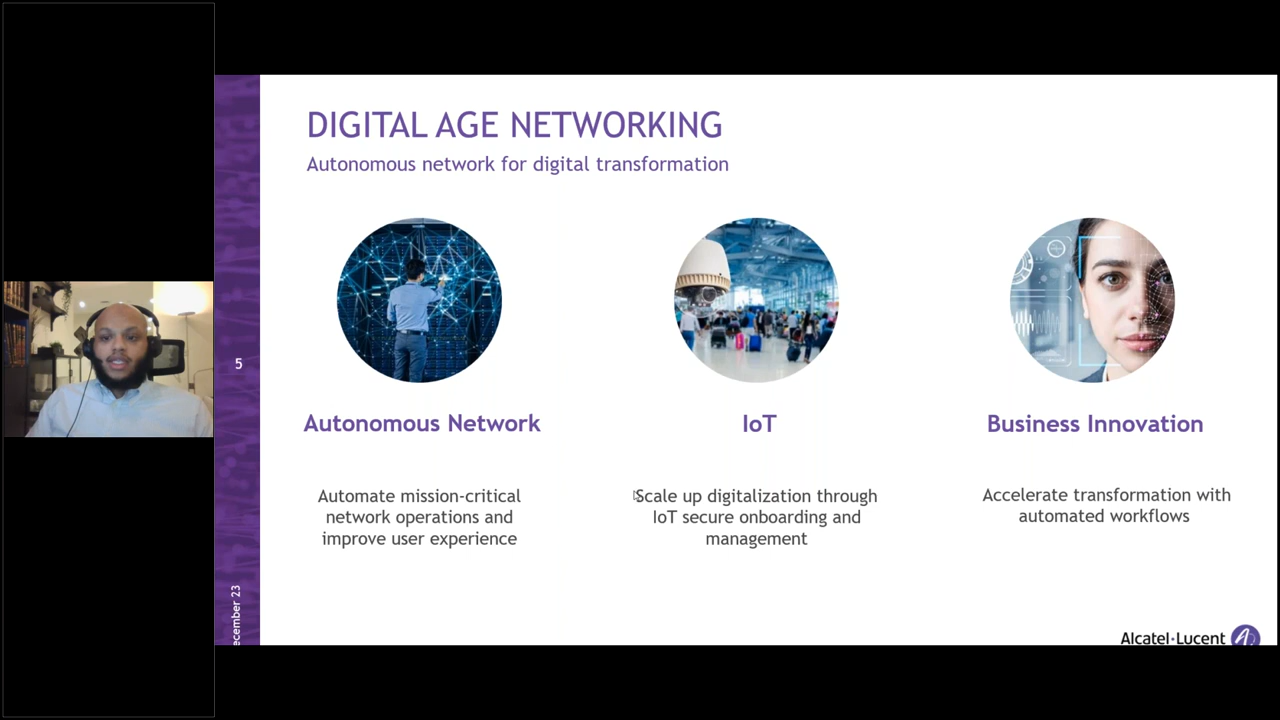 DIGITAL AGE NETWORKING
Autonomous network for digital transformation
5
Autonomous Network
IoT
Business Innovation
Automate mission-critical
network operations and
improve user experience
Scale up digitalization through
IoT secure onboarding and
management
Accelerate transformation with
automated workflows
ecember 23
Alcatel·Lucent